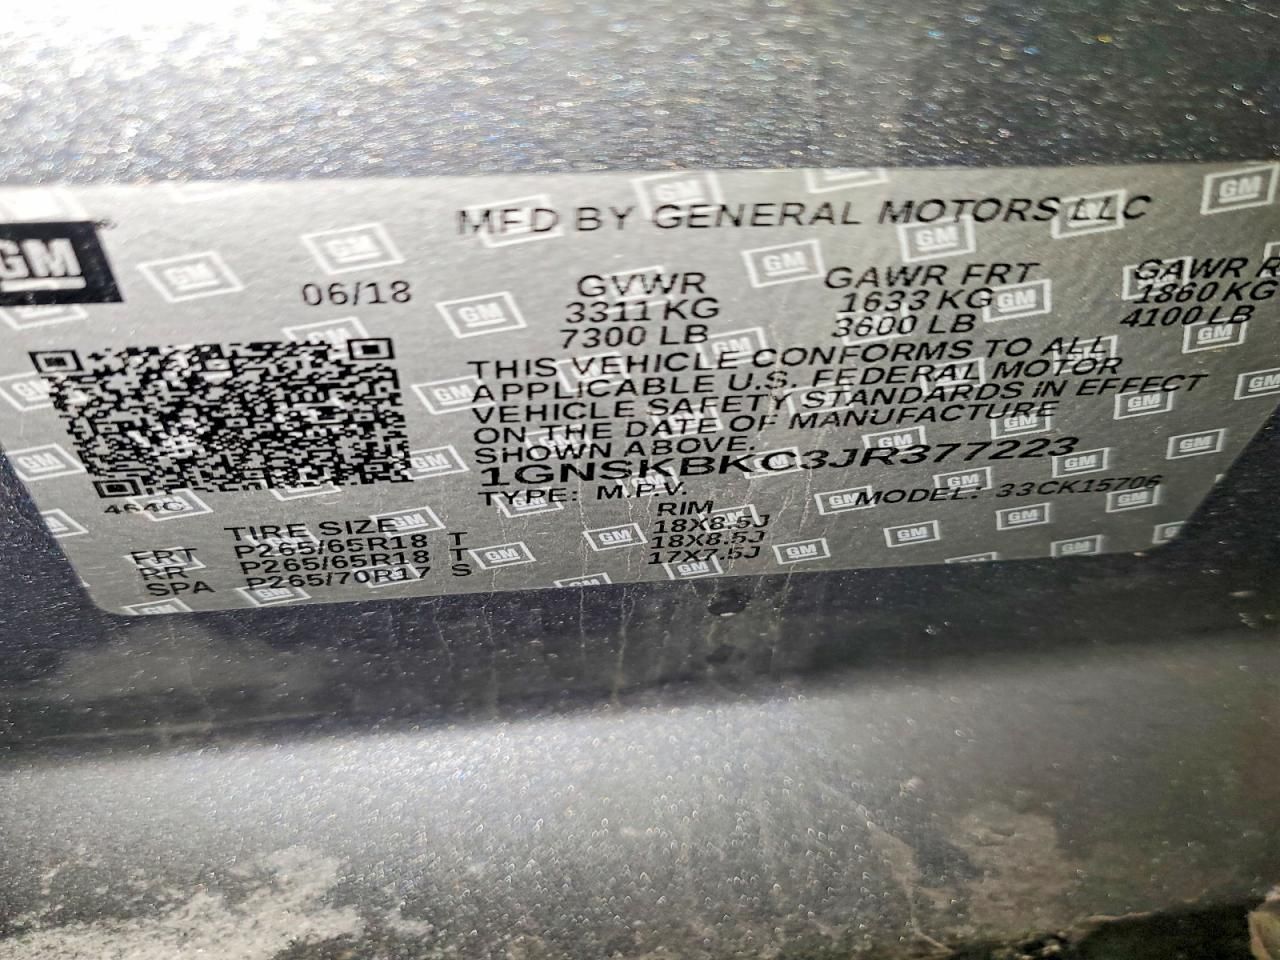 GM
MFD BY GENERAL MOTORS LLC
06/18
GVWR GAWR FRT GAWR R
3311 KG 1633 KG 1860 KG
7300 LB 3600 LB 4100 LB
THIS VEHICLE CONFORMS TO ALL
APPLICABLE U.S. FEDERAL MOTOR
VEHICLE SAFETY STANDARDS IN EFFECT
ON THE DATE OF MANUFACTURE
SHOWN ABOVE.
1GNSKBKC3JR377223
TYPE: M.P.V. MODEL: 33CK15706
464C
TIRE SIZE RIM
FRT P265/65R18 T 18X8.5J
RR P265/65R18 T 18X8.5J
SPA P265/70R17 S 17X7.5J